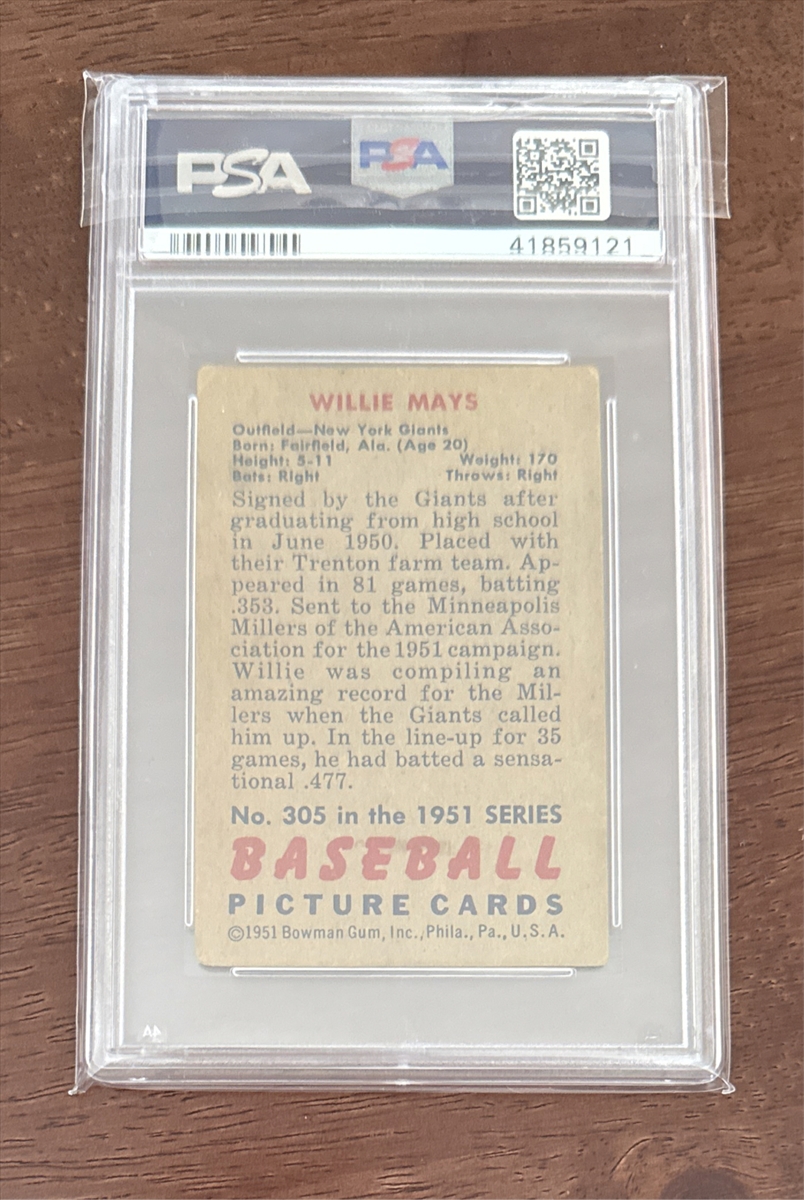 PSA PSA
41859121
WILLIE MAYS
Outfield—New York Giants
Born: Fairfield, Ala. (Age 20)
Height: 5-11 Weight: 170
Bats: Right Throws: Right
Signed by the Giants after
graduating from high school
in June 1950. Placed with
their Trenton farm team. Ap-
peared in 81 games, batting
.353. Sent to the Minneapolis
Millers of the American Asso-
ciation for the 1951 campaign.
Willie was compiling an
amazing record for the Mil-
lers when the Giants called
him up. In the line-up for 35
games, he had batted a sensa-
tional .477.
No. 305 in the 1951 SERIES
BASEBALL
PICTURE CARDS
©1951 Bowman Gum, Inc., Phila., Pa., U.S.A.